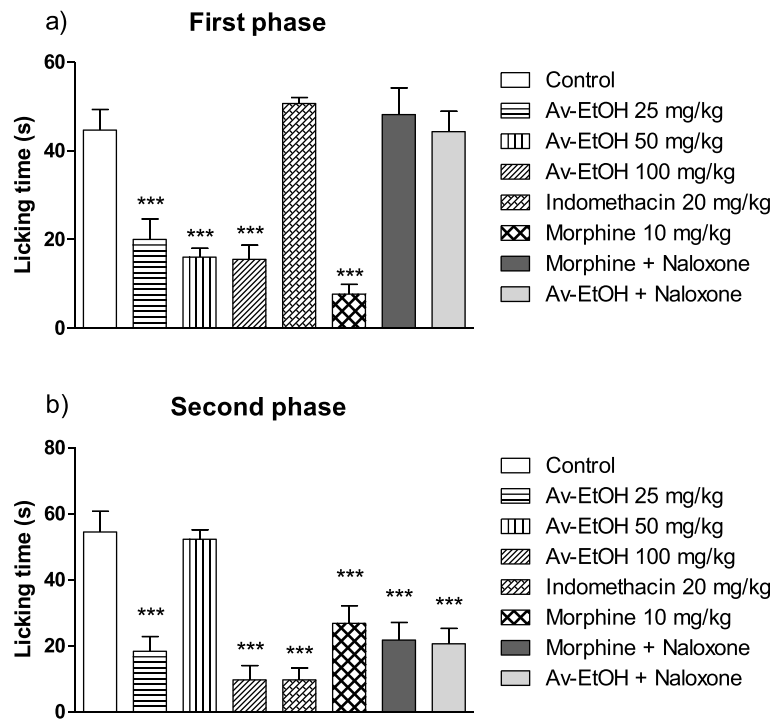 a)
First phase
60
40
20
0
Licking time (s)
***
***
***
***
Control
Av-EtOH 25 mg/kg
Av-EtOH 50 mg/kg
Av-EtOH 100 mg/kg
Indomethacin 20 mg/kg
Morphine 10 mg/kg
Morphine + Naloxone
Av-EtOH + Naloxone
b)
Second phase
80
60
40
20
0
Licking time (s)
***
***
***
***
***
***
Control
Av-EtOH 25 mg/kg
Av-EtOH 50 mg/kg
Av-EtOH 100 mg/kg
Indomethacin 20 mg/kg
Morphine 10 mg/kg
Morphine + Naloxone
Av-EtOH + Naloxone